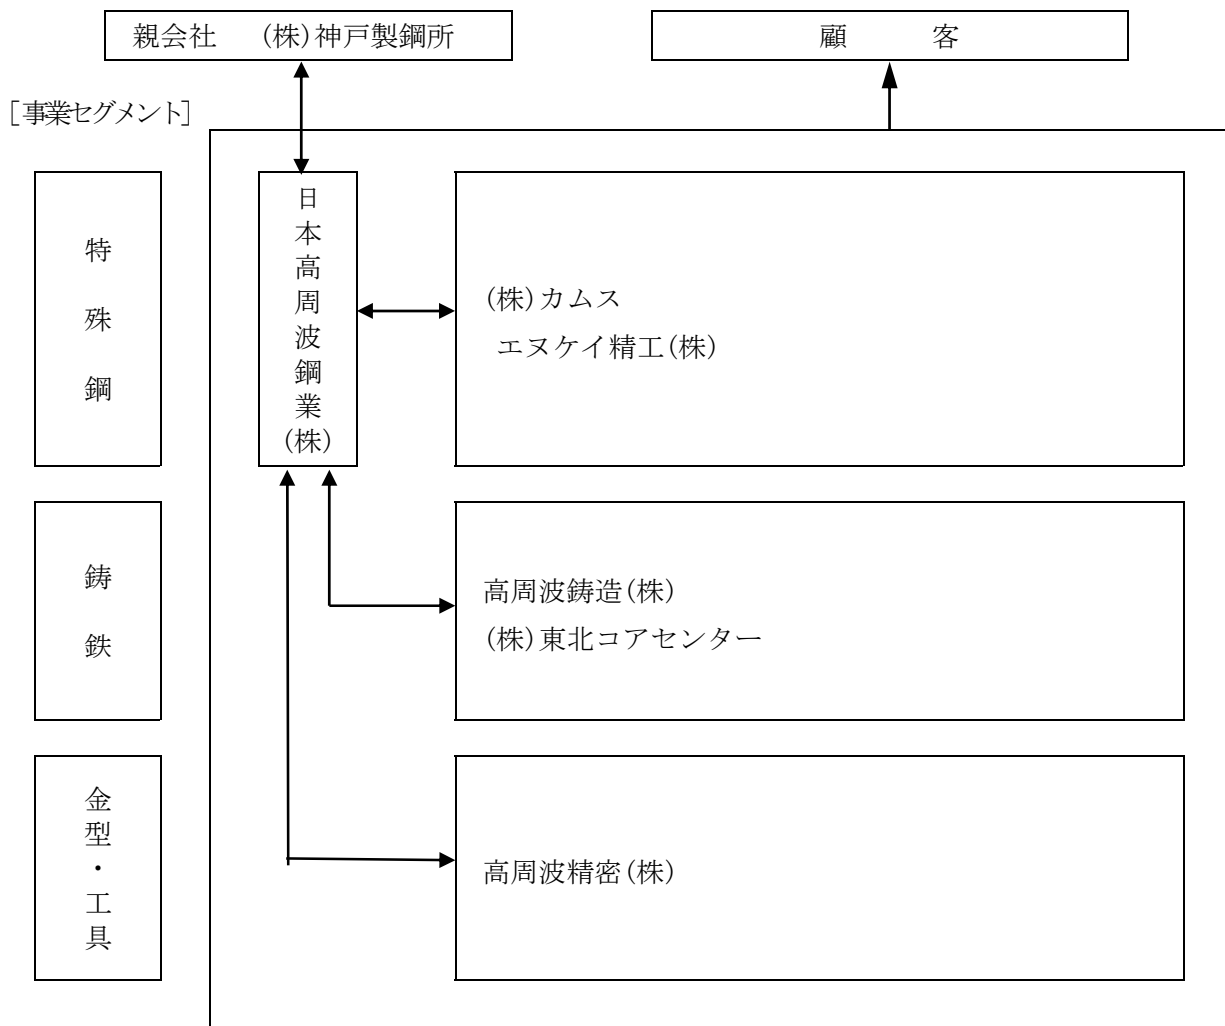 親会社　(株)神戸製鋼所
顧　　客
[事業セグメント]
特殊鋼
日本高周波鋼業(株)
(株)カムス
エヌケイ精工(株)
鋳鉄
高周波鋳造(株)
(株)東北コアセンター
金型・工具
高周波精密(株)